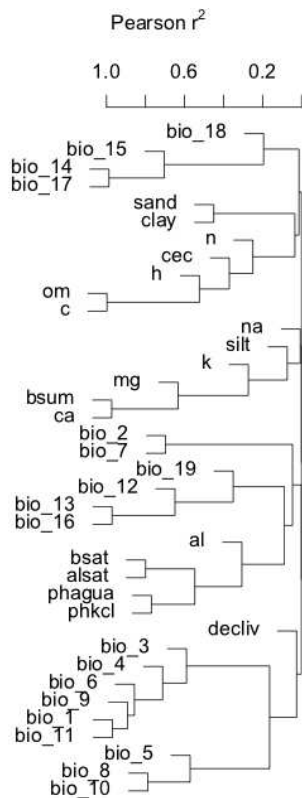 Pearson r²
1.0 0.6 0.2
bio_18
bio_15
bio_14
bio_17
sand
clay
n
cec
h
om
c
na
silt
k
mg
bsum
ca
bio_2
bio_7
bio_19
bio_12
bio_13
bio_16
al
bsat
alsat
phagua
phkcl
decliv
bio_3
bio_4
bio_6
bio_9
bio_1
bio_11
bio_5
bio_8
bio_10